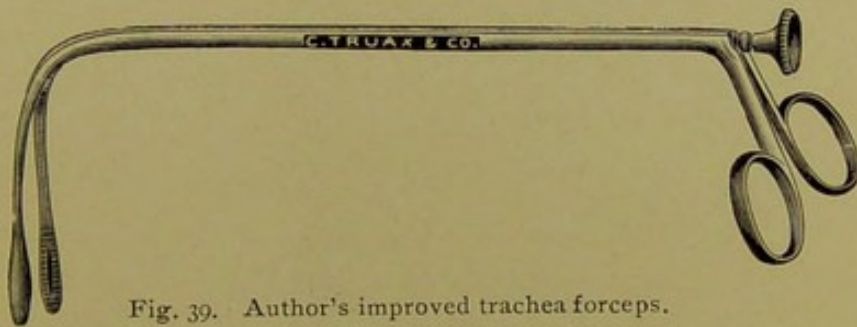 C. TRUAX & CO.
Fig. 39. Author's improved trachea forceps.